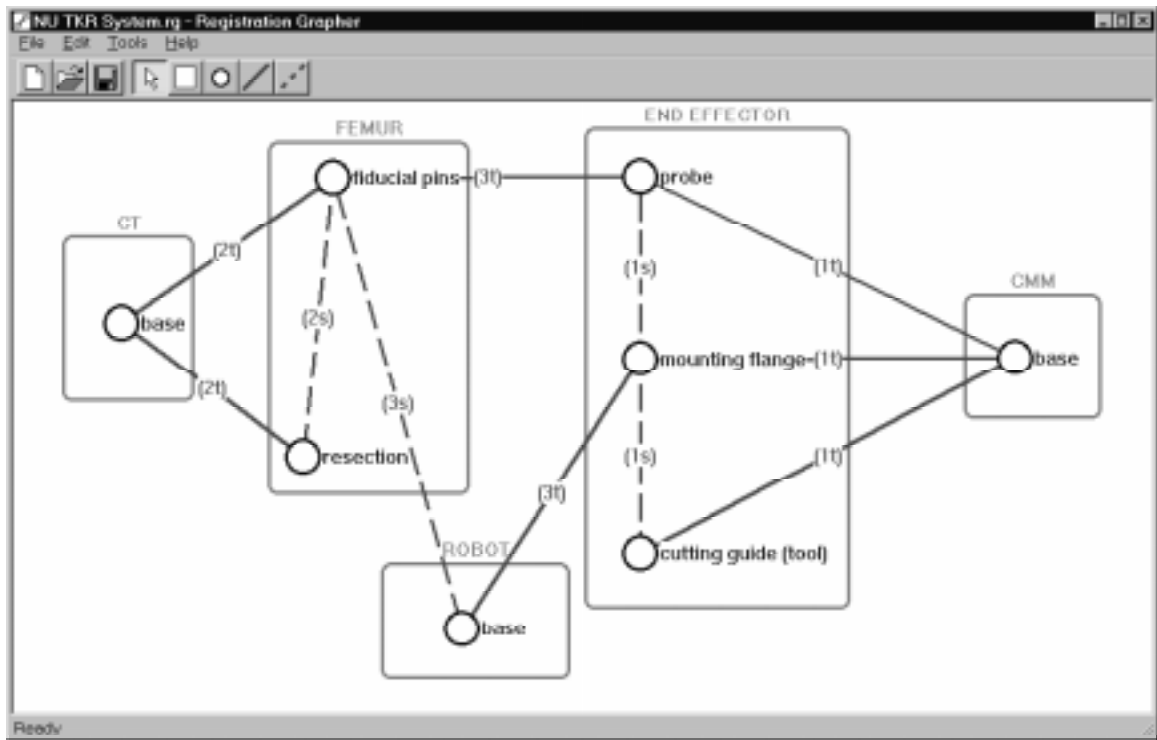 NU TKR System.rg - Registration Grapher
File Edit Tools Help
END EFFECTOR
FEMUR
fiducial pins
(3t)
probe
CT
(2t)
(1s)
(1t)
CMM
base
(2s)
mounting flange
(1t)
base
(2t)
(3s)
resection
(1s)
(1t)
(3t)
ROBOT
cutting guide (tool)
base
Ready